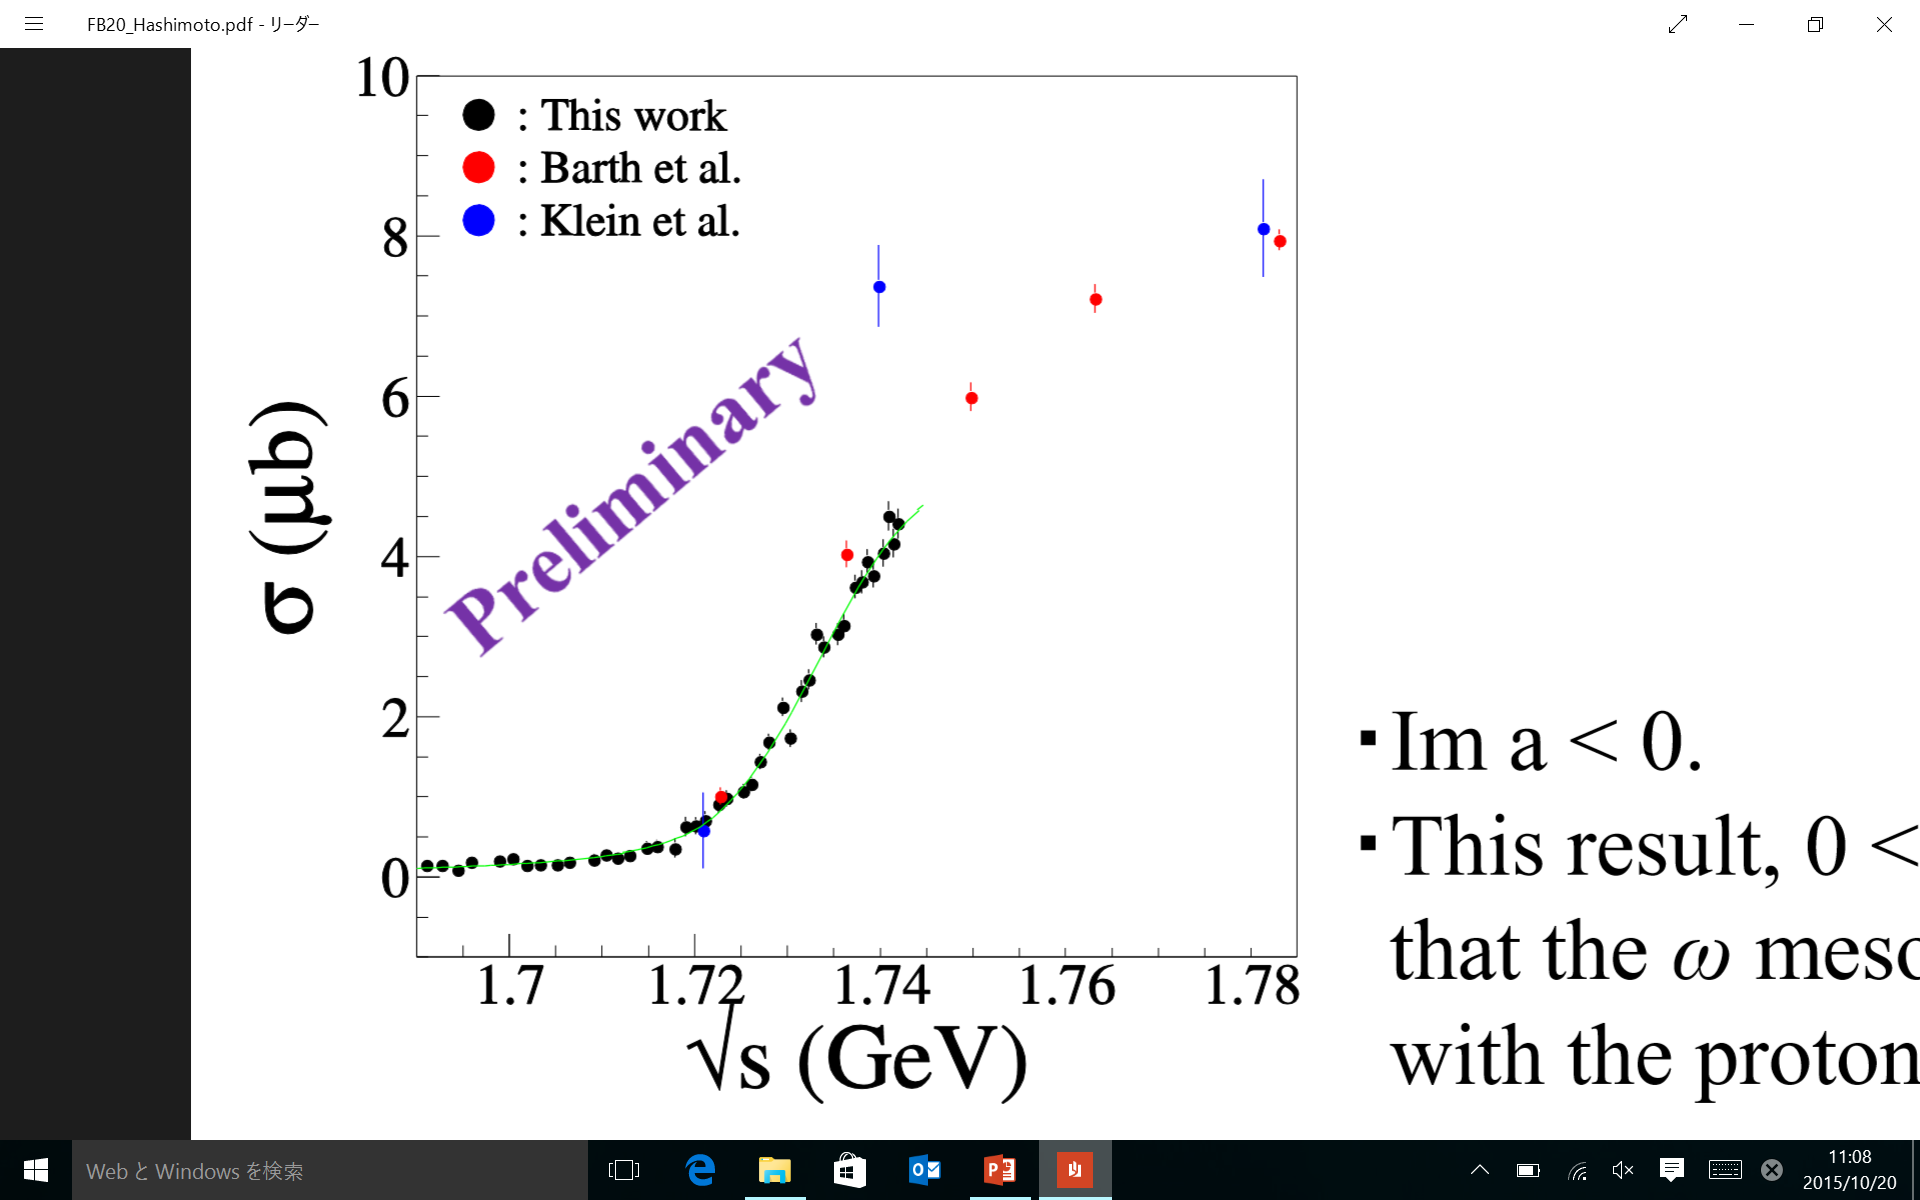 FB20_Hashimoto.pdf - リーダー
10
8
6
4
2
0
: This work
: Barth et al.
: Klein et al.
Preliminary
σ (μb)
1.7 1.72 1.74 1.76 1.78
√s (GeV)
▪Im a < 0.
▪This result, 0 <
that the ω meso
with the proton
Web と Windows を検索
11:08
2015/10/20